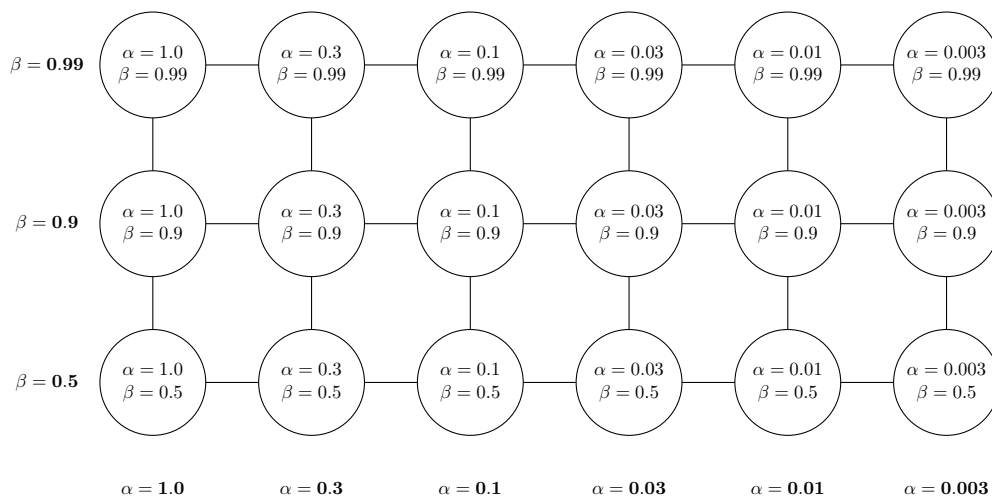 β = 0.99
α = 1.0
β = 0.99
α = 0.3
β = 0.99
α = 0.1
β = 0.99
α = 0.03
β = 0.99
α = 0.01
β = 0.99
α = 0.003
β = 0.99
β = 0.9
α = 1.0
β = 0.9
α = 0.3
β = 0.9
α = 0.1
β = 0.9
α = 0.03
β = 0.9
α = 0.01
β = 0.9
α = 0.003
β = 0.9
β = 0.5
α = 1.0
β = 0.5
α = 0.3
β = 0.5
α = 0.1
β = 0.5
α = 0.03
β = 0.5
α = 0.01
β = 0.5
α = 0.003
β = 0.5
α = 1.0
α = 0.3
α = 0.1
α = 0.03
α = 0.01
α = 0.003